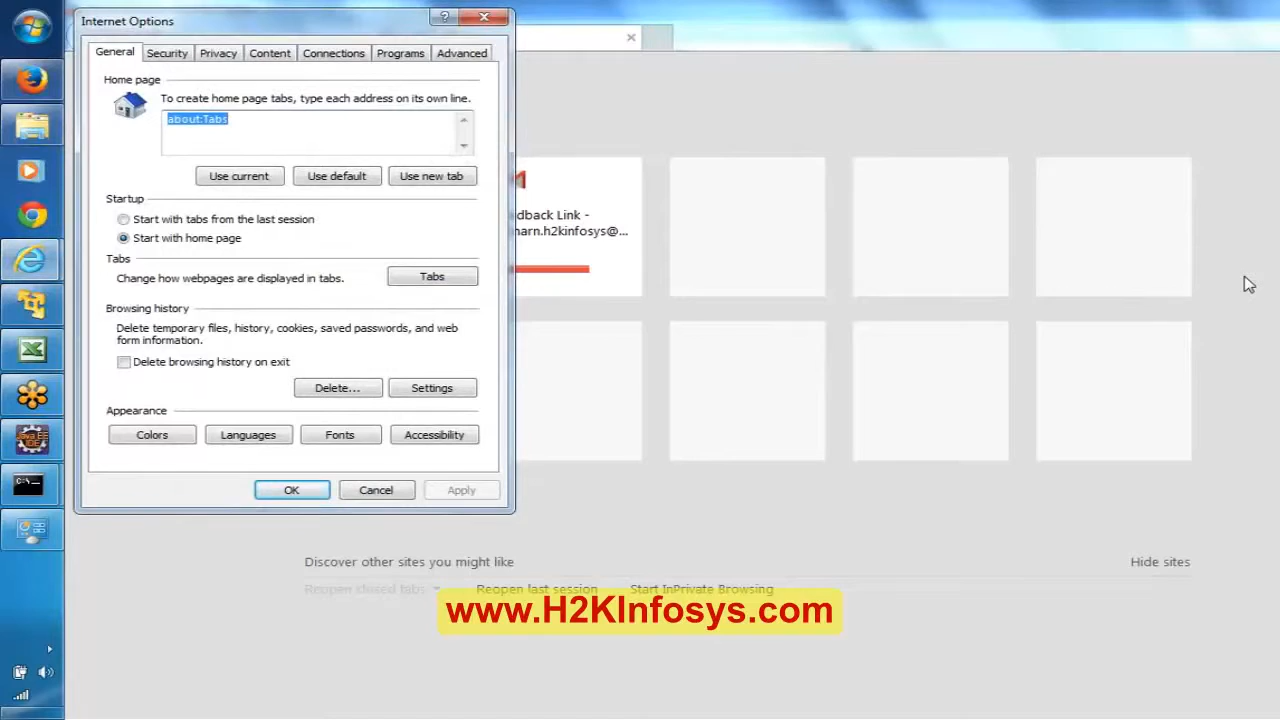 Internet Options
General Security Privacy Content Connections Programs Advanced
Home page
To create home page tabs, type each address on its own line.
about:Tabs
Use current Use default Use new tab
Startup
Start with tabs from the last session
Start with home page
Tabs
Change how webpages are displayed in tabs.
Tabs
Browsing history
Delete temporary files, history, cookies, saved passwords, and web
form information.
Delete browsing history on exit
Delete... Settings
Appearance
Colors Languages Fonts Accessibility
OK Cancel Apply
dback Link -
harn.h2kinfosys@...
Discover other sites you might like
Hide sites
Reopen closed tabs Reopen last session Start InPrivate Browsing
www.H2KInfosys.com